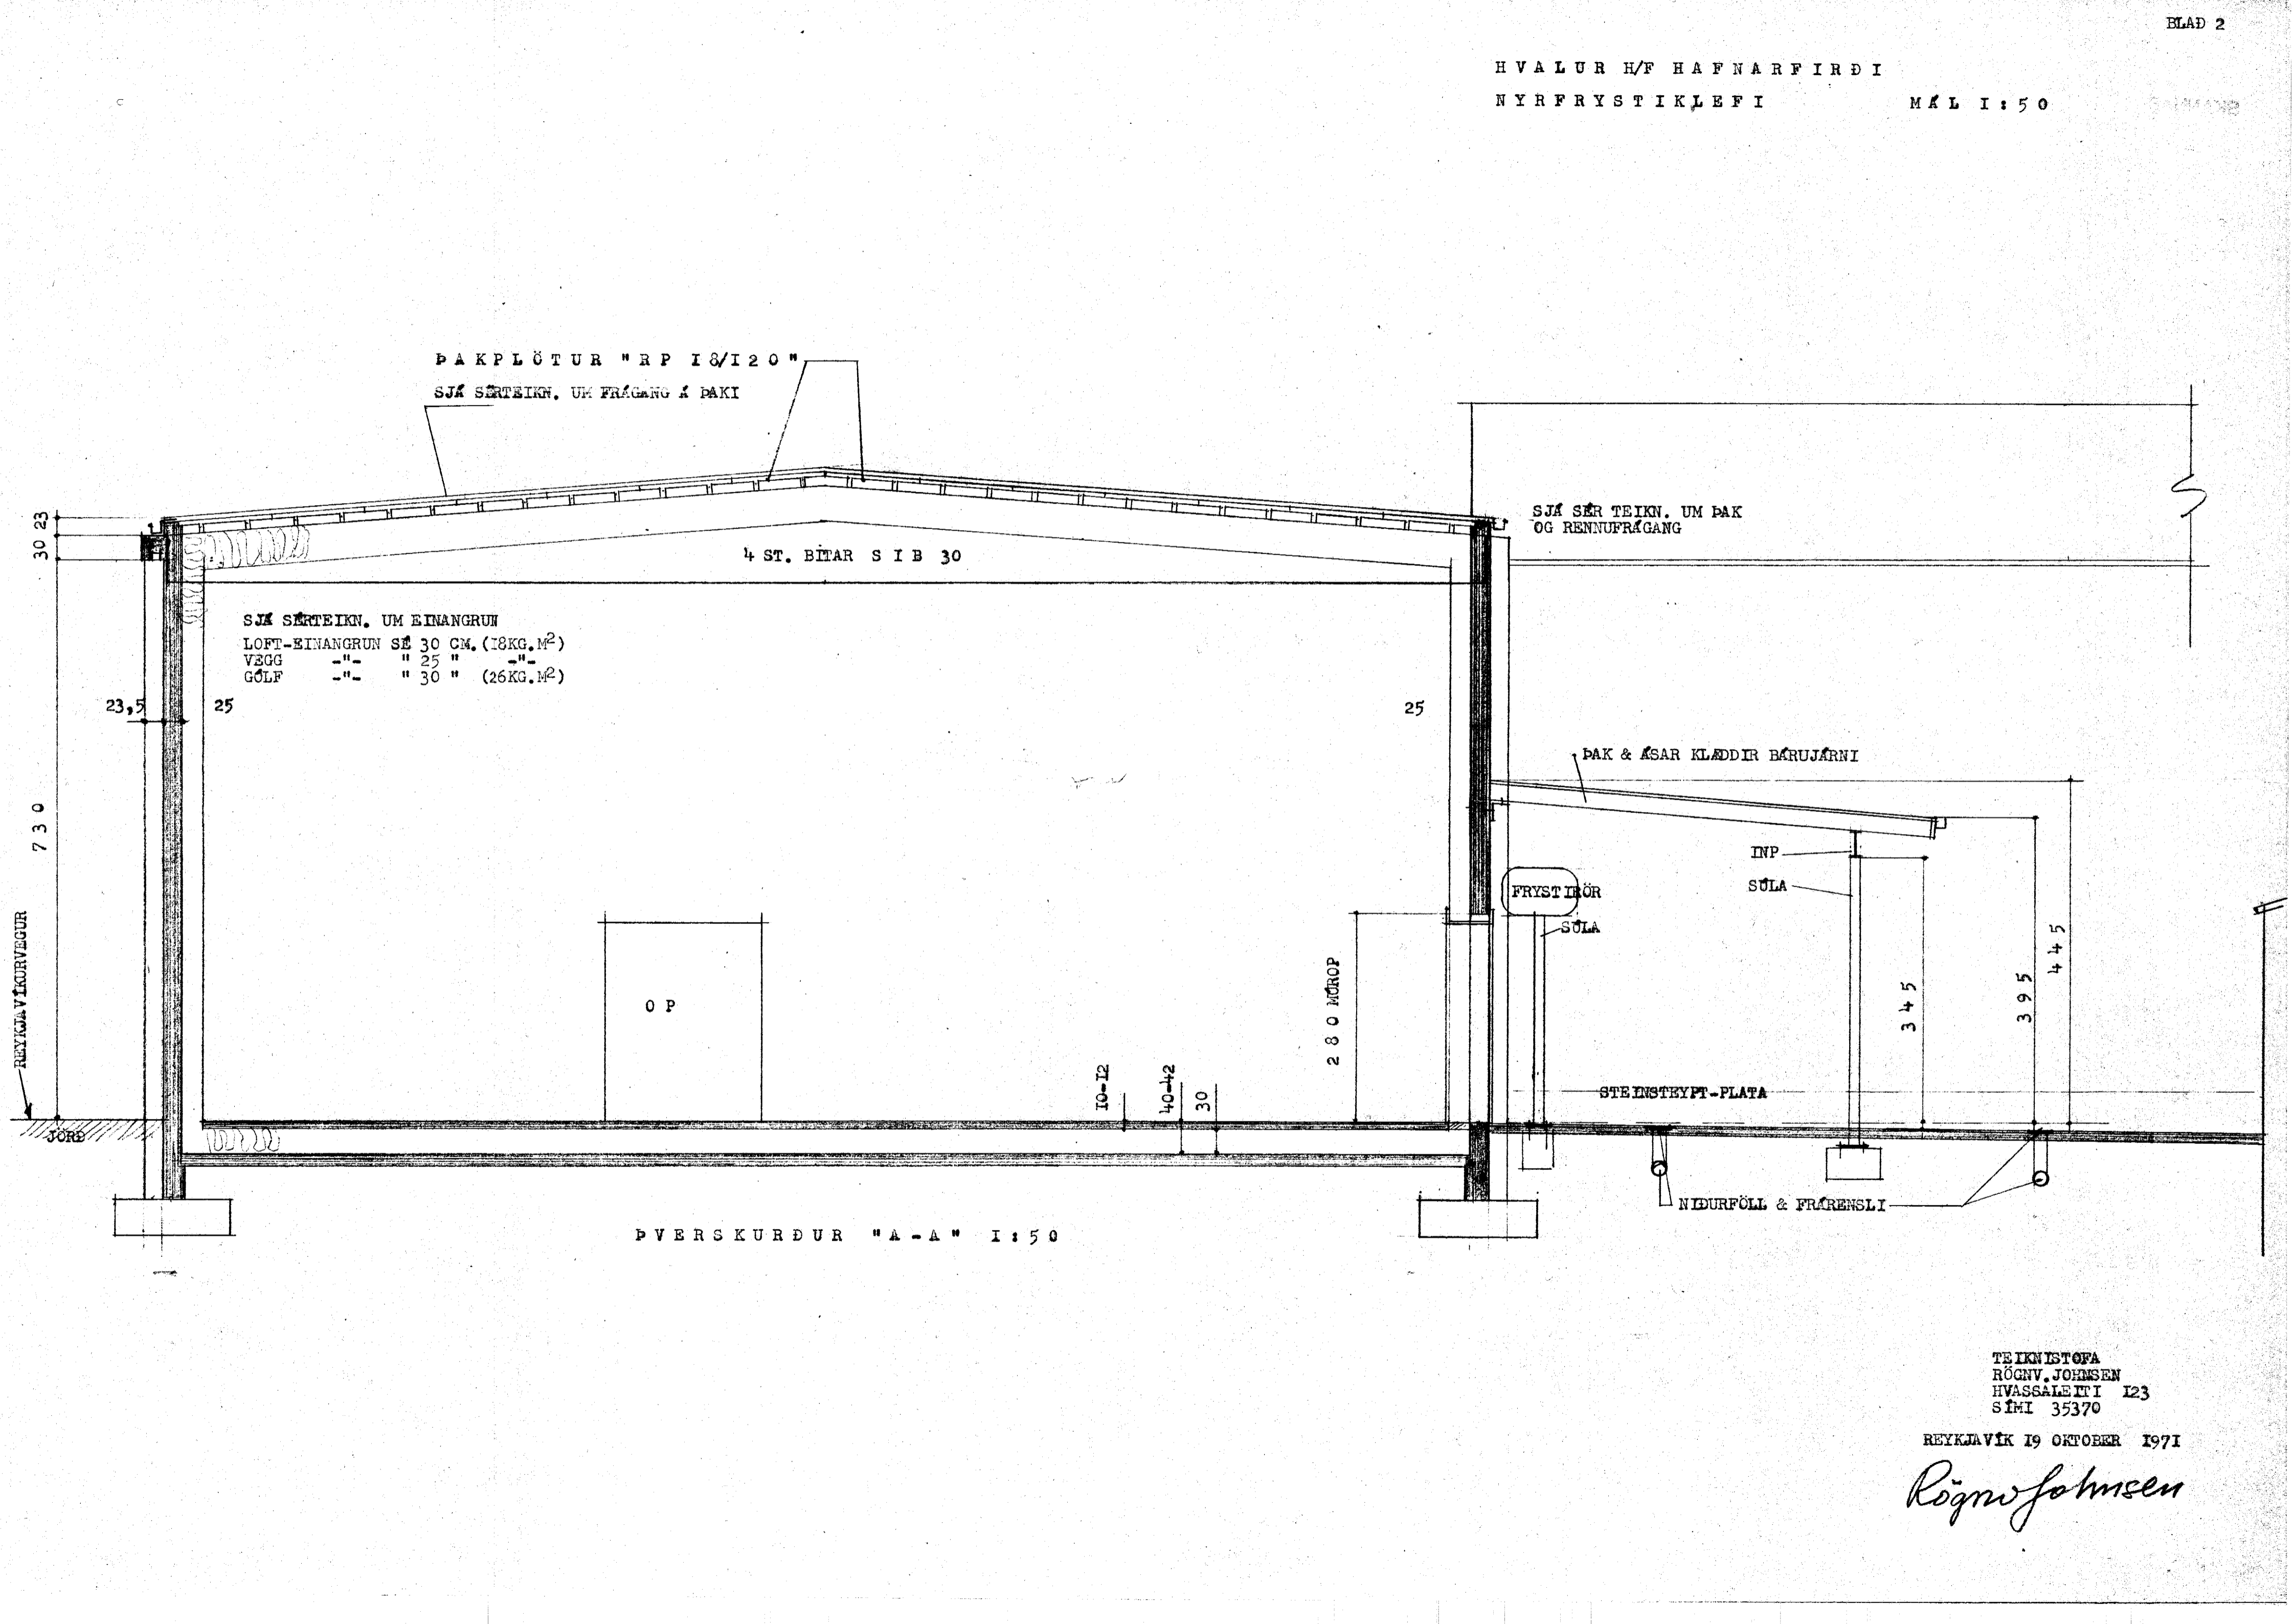 BLAÐ 2
HVALUR H/F HAFNARFIRÐI
NYRFRYSTIKLEFI MÁL I:50
ÞAKPLÖTUR "RP I8/I20"
SJÁ SÉRTEIKN. UM FRÁGANG Á ÞAKI
SJÁ SÉR TEIKN. UM ÞAK
OG RENNUFRÁGANG
23
30
4 ST. BITAR SIB 30
SJÁ SÉRTEIKN. UM EINANGRUN
LOFT-EINANGRUN SÉ 30 CM. (I8KG.M²)
VEGG -"- " 25 " -"-
GÓLF -"- " 30 " (26KG.M²)
23,5
25
25
ÞAK & ÁSAR KLÆDDIR BÁRUJÁRNI
730
INP
SÚLA
FRYSTIRÖR
SÚLA
REYKJAVÍKURVEGUR
OP
280 MÚROP
345
395
445
10-12
40-42
30
STEINSTEYPT-PLATA
JÖRÐ
NIÐURFÖLL & FRÁRENSLI
ÞVERSKURÐUR "A-A" I:50
TEIKNISTOFA
RÖGNV.JOHNSEN
HVASSALEITI I23
SÍMI 35370
REYKJAVÍK I9 OKTOBER I97I
Rögnv Johnsen